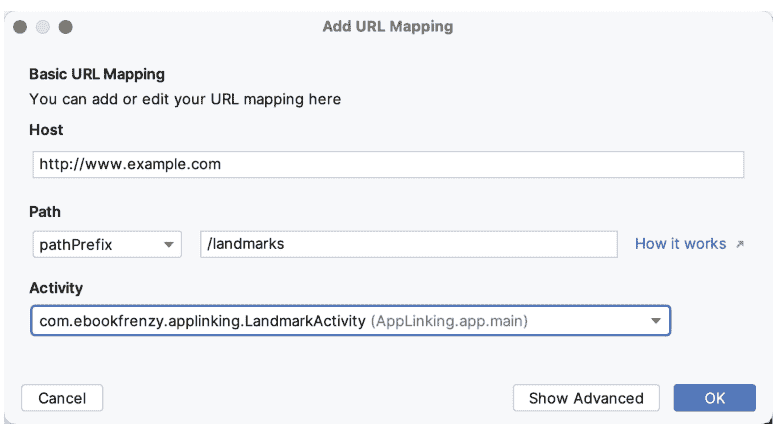 Add URL Mapping
Basic URL Mapping
You can add or edit your URL mapping here
Host
http://www.example.com
Path
pathPrefix /landmarks How it works
Activity
com.ebookfrenzy.applinking.LandmarkActivity (AppLinking.app.main)
Cancel Show Advanced OK